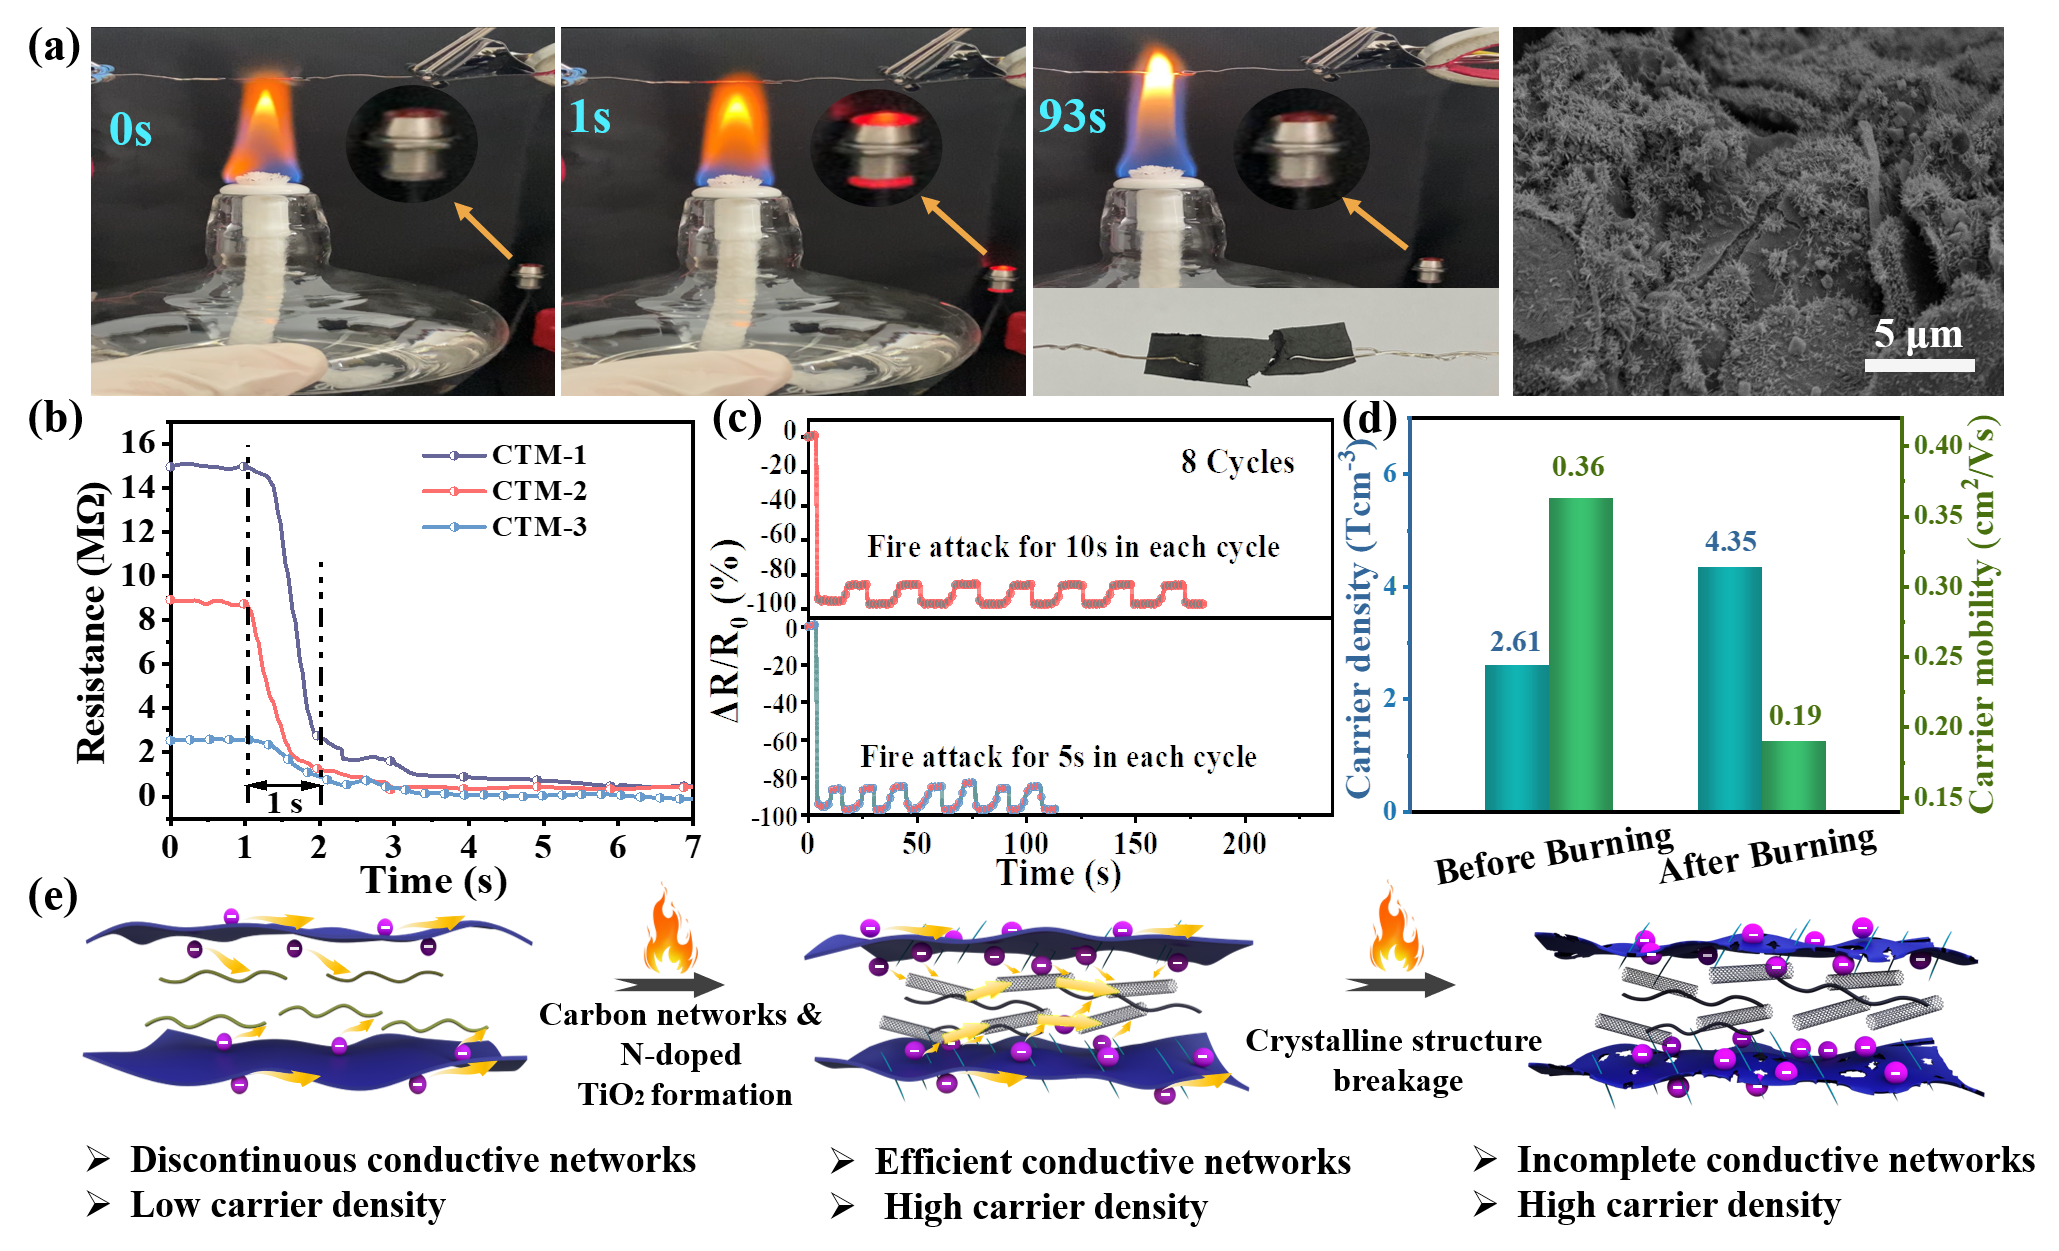 (a)
0s
1s
93s
5 μm
(b)
Resistance (MΩ)
16
14
12
10
8
6
4
2
0
CTM-1
CTM-2
CTM-3
1 s
0 1 2 3 4 5 6 7
Time (s)
(c)
ΔR/R0 (%)
0
-20
-40
-60
-80
-100
8 Cycles
Fire attack for 10s in each cycle
0
-20
-40
-60
-80
-100
Fire attack for 5s in each cycle
0 50 100 150 200
Time (s)
(d)
Carrier density (Tcm-3)
6
4
2
0
2.61
0.36
4.35
0.19
0.40
0.35
0.30
0.25
0.20
0.15
Carrier mobility (cm2/Vs)
Before Burning
After Burning
(e)
Carbon networks &
N-doped
TiO2 formation
Crystalline structure
breakage
➢ Discontinuous conductive networks
➢ Low carrier density
➢ Efficient conductive networks
➢ High carrier density
➢ Incomplete conductive networks
➢ High carrier density